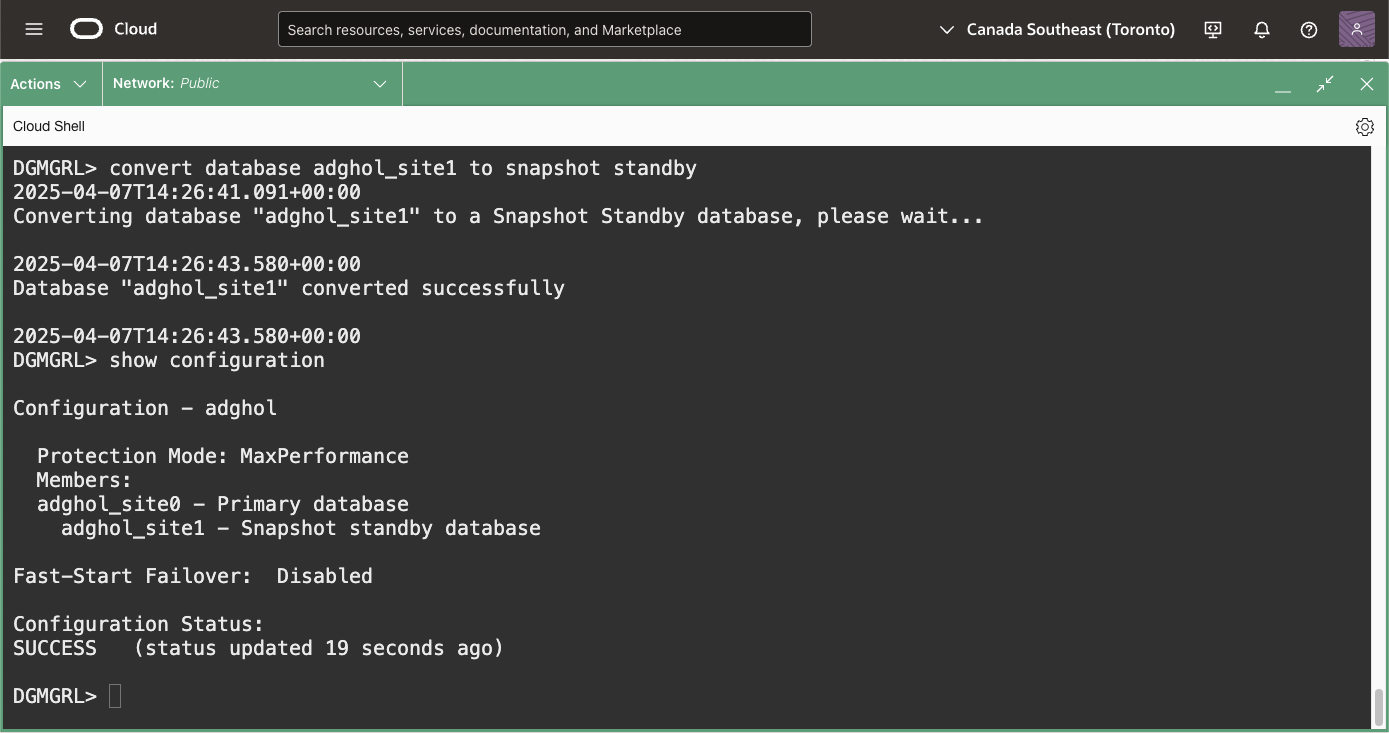 Cloud
Search resources, services, documentation, and Marketplace
Canada Southeast (Toronto)
Actions
Network: Public
Cloud Shell
DGMGRL> convert database adghol_site1 to snapshot standby
2025-04-07T14:26:41.091+00:00
Converting database "adghol_site1" to a Snapshot Standby database, please wait...
2025-04-07T14:26:43.580+00:00
Database "adghol_site1" converted successfully
2025-04-07T14:26:43.580+00:00
DGMGRL> show configuration
Configuration - adghol
Protection Mode: MaxPerformance
Members:
adghol_site0 - Primary database
adghol_site1 - Snapshot standby database
Fast-Start Failover:  Disabled
Configuration Status:
SUCCESS   (status updated 19 seconds ago)
DGMGRL>